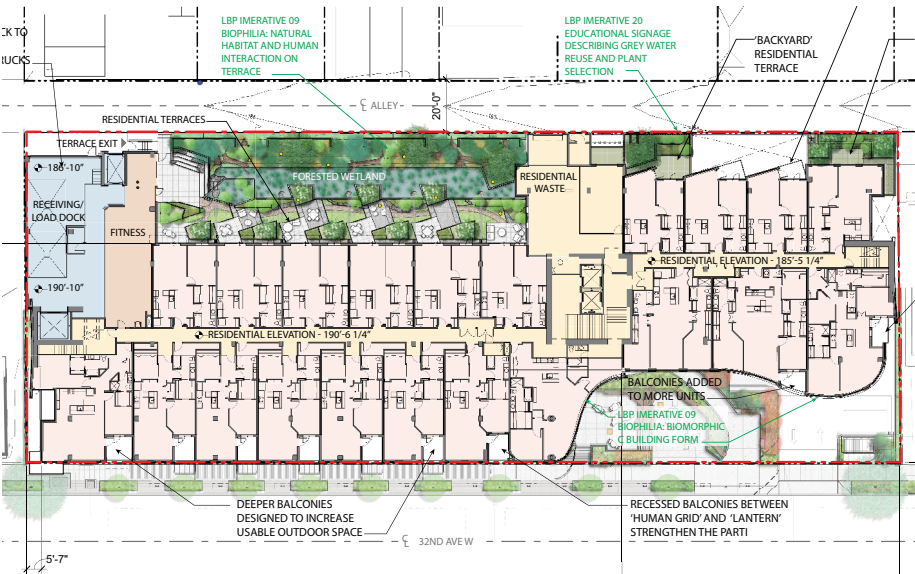 CK TO
RUCKS
LBP IMERATIVE 09
BIOPHILIA: NATURAL
HABITAT AND HUMAN
INTERACTION ON
TERRACE
LBP IMERATIVE 20
EDUCATIONAL SIGNAGE
DESCRIBING GREY WATER
REUSE AND PLANT
SELECTION
'BACKYARD'
RESIDENTIAL
TERRACE
℄ ALLEY
20'-0"
RESIDENTIAL TERRACES
TERRACE EXIT
186'-10"
FORESTED WETLAND
RESIDENTIAL
WASTE
RECEIVING/
LOAD DOCK
FITNESS
RESIDENTIAL ELEVATION - 185'-5 1/4"
190'-10"
RESIDENTIAL ELEVATION - 190'-6 1/4"
BALCONIES ADDED
TO MORE UNITS
LBP IMERATIVE 09
BIOPHILIA: BIOMORPHIC
C BUILDING FORM
DEEPER BALCONIES
DESIGNED TO INCREASE
USABLE OUTDOOR SPACE
RECESSED BALCONIES BETWEEN
'HUMAN GRID' AND 'LANTERN'
STRENGTHEN THE PARTI
℄ 32ND AVE W
5'-7"